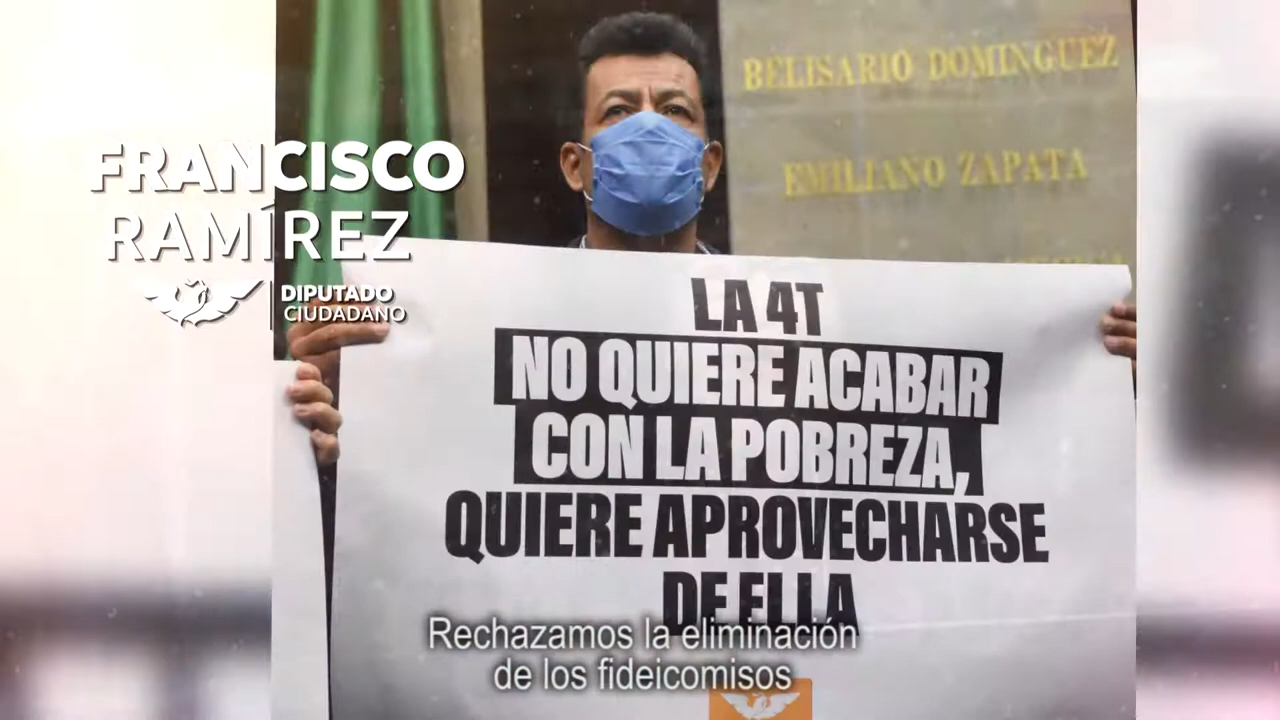 BELISARIO DOMINGUEZ
EMILIANO ZAPATA
FRANCISCO
RAMÍREZ
DIPUTADO
CIUDADANO
LA 4T
NO QUIERE ACABAR
CON LA POBREZA,
QUIERE APROVECHARSE
DE ELLA
Rechazamos la eliminación
de los fideicomisos